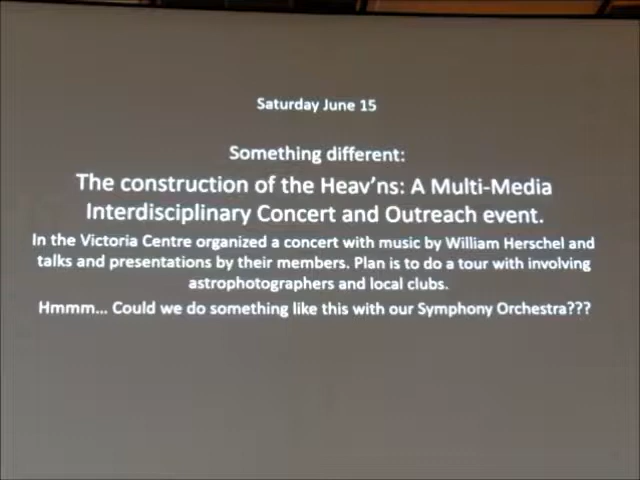 Saturday June 15
Something different:
The construction of the Heav'ns: A Multi-Media
Interdisciplinary Concert and Outreach event.
In the Victoria Centre organized a concert with music by William Herschel and
talks and presentations by their members. Plan is to do a tour with involving
astrophotographers and local clubs.
Hmmm... Could we do something like this with our Symphony Orchestra???